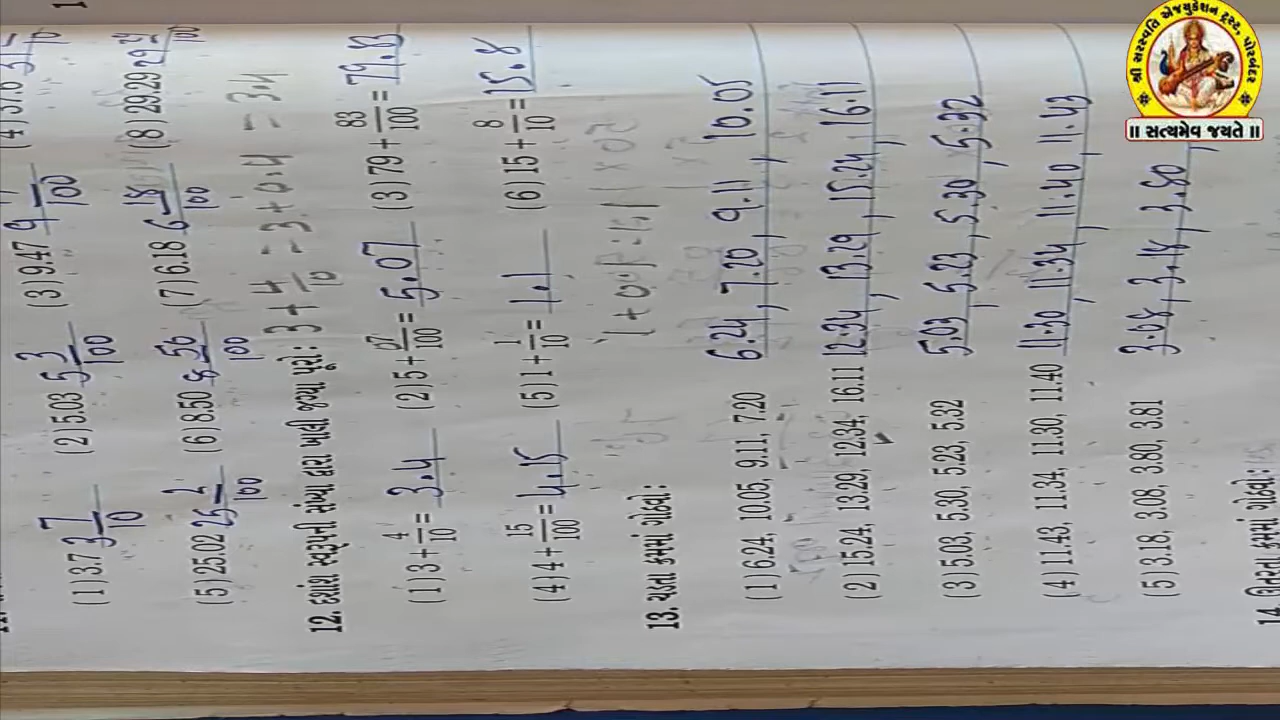 (1) 3.7 3 7/10 (2) 5.03 5 3/100 (3) 9.47 9 /100 (4) 37.6
(5) 25.02 25 2/100 (6) 8.50 8 50/100 (7) 6.18 6 18/100 (8) 29.29 29 29/100
12. દશાંશ સ્વરૂપની સંખ્યા દ્વારા ખાલી જગ્યા પૂરો : 3 + 4/10 = 3 + 0.4 = 3.4
(1) 3 + 4/10 = 3.4 (2) 5 + 07/100 = 5.07 (3) 79 + 83/100 = 79.83
(4) 4 + 15/100 = 4.15 (5) 1 + 1/10 = 1.1 (6) 15 + 8/10 = 15.8
13. ચડતા ક્રમમાં ગોઠવો :
(1) 6.24, 10.05, 9.11, 7.20 6.24, 7.20, 9.11, 10.05
(2) 15.24, 13.29, 12.34, 16.11 12.34, 13.29, 15.24, 16.11
(3) 5.03, 5.30, 5.23, 5.32 5.03, 5.23, 5.30, 5.32
(4) 11.43, 11.34, 11.30, 11.40 11.30, 11.34, 11.40, 11.43
(5) 3.18, 3.08, 3.80, 3.81 3.08, 3.18, 3.80,
14. ઊતરતા ક્રમમાં ગોઠવો :
શ્રી સરસ્વતિ એજયુકેશન ટ્રસ્ટ, પોરબંદર
॥ સત્યમેવ જયતે ॥